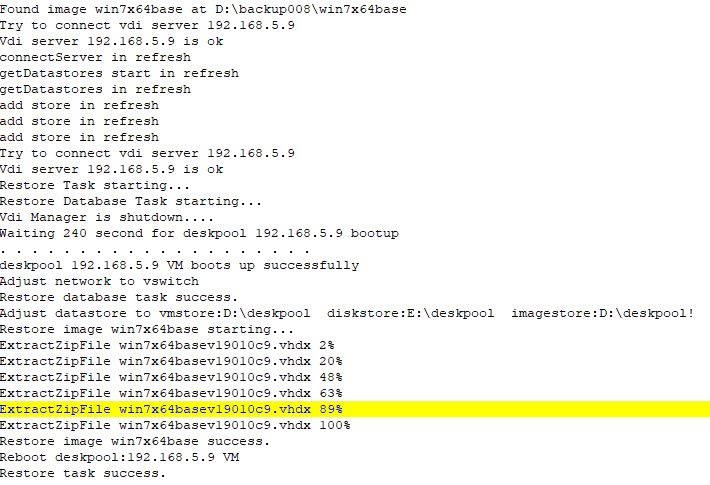 Found image win7x64base at D:\backup008\win7x64base
Try to connect vdi server 192.168.5.9
Vdi server 192.168.5.9 is ok
connectServer in refresh
getDatastores start in refresh
getDatastores in refresh
add store in refresh
add store in refresh
add store in refresh
Try to connect vdi server 192.168.5.9
Vdi server 192.168.5.9 is ok
Restore Task starting...
Restore Database Task starting...
Vdi Manager is shutdown....
Waiting 240 second for deskpool 192.168.5.9 bootup
. . . . . . . . . . . . . . . . . . . .
deskpool 192.168.5.9 VM boots up successfully
Adjust network to vswitch
Restore database task success.
Adjust datastore to vmstore:D:\deskpool  diskstore:E:\deskpool  imagestore:D:\deskpool!
Restore image win7x64base starting...
ExtractZipFile win7x64basev19010c9.vhdx 2%
ExtractZipFile win7x64basev19010c9.vhdx 20%
ExtractZipFile win7x64basev19010c9.vhdx 48%
ExtractZipFile win7x64basev19010c9.vhdx 63%
ExtractZipFile win7x64basev19010c9.vhdx 89%
ExtractZipFile win7x64basev19010c9.vhdx 100%
Restore image win7x64base success.
Reboot deskpool:192.168.5.9 VM
Restore task success.